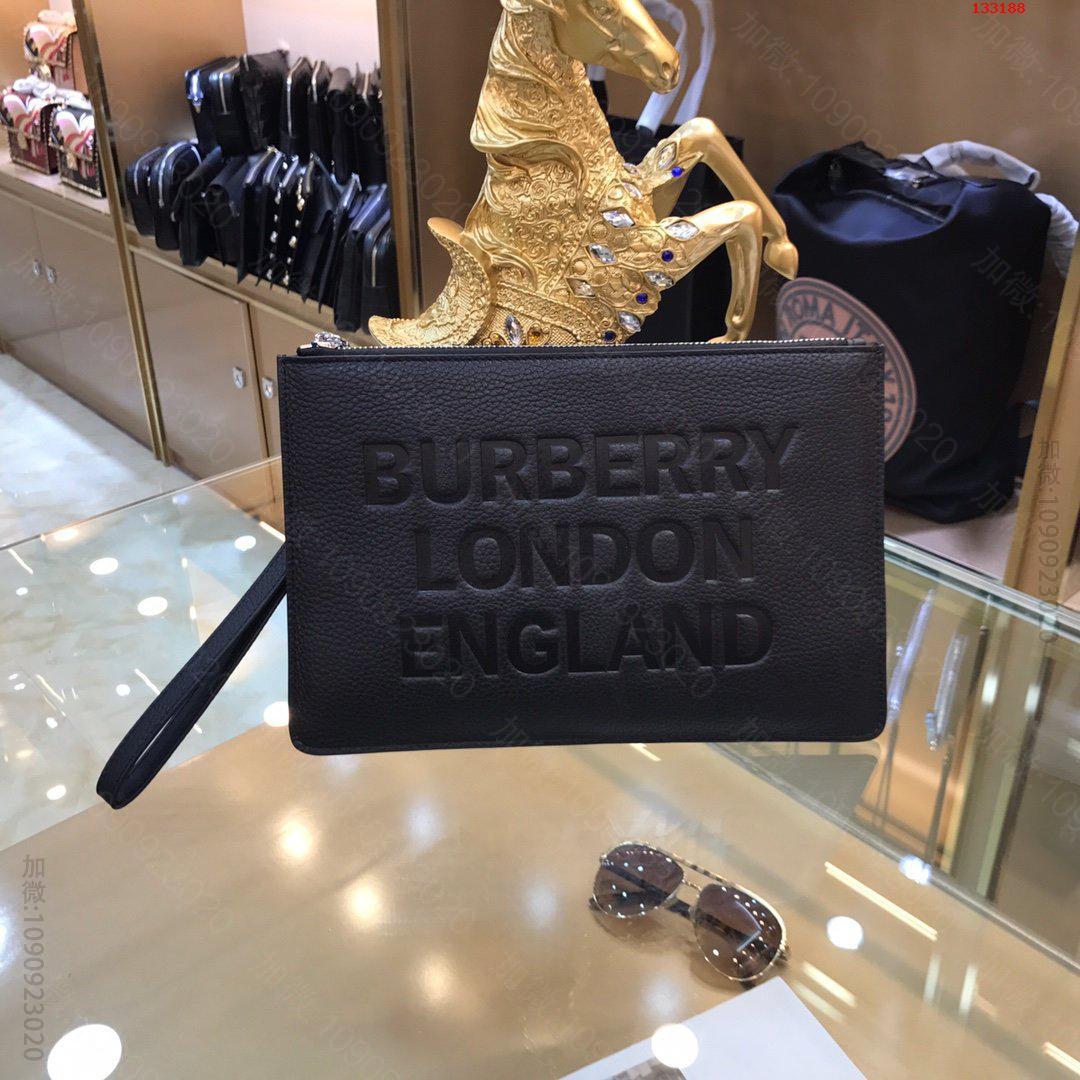 133188
BURBERRY
LONDON
ENGLAND
加微:1090923020
加微:1090923020